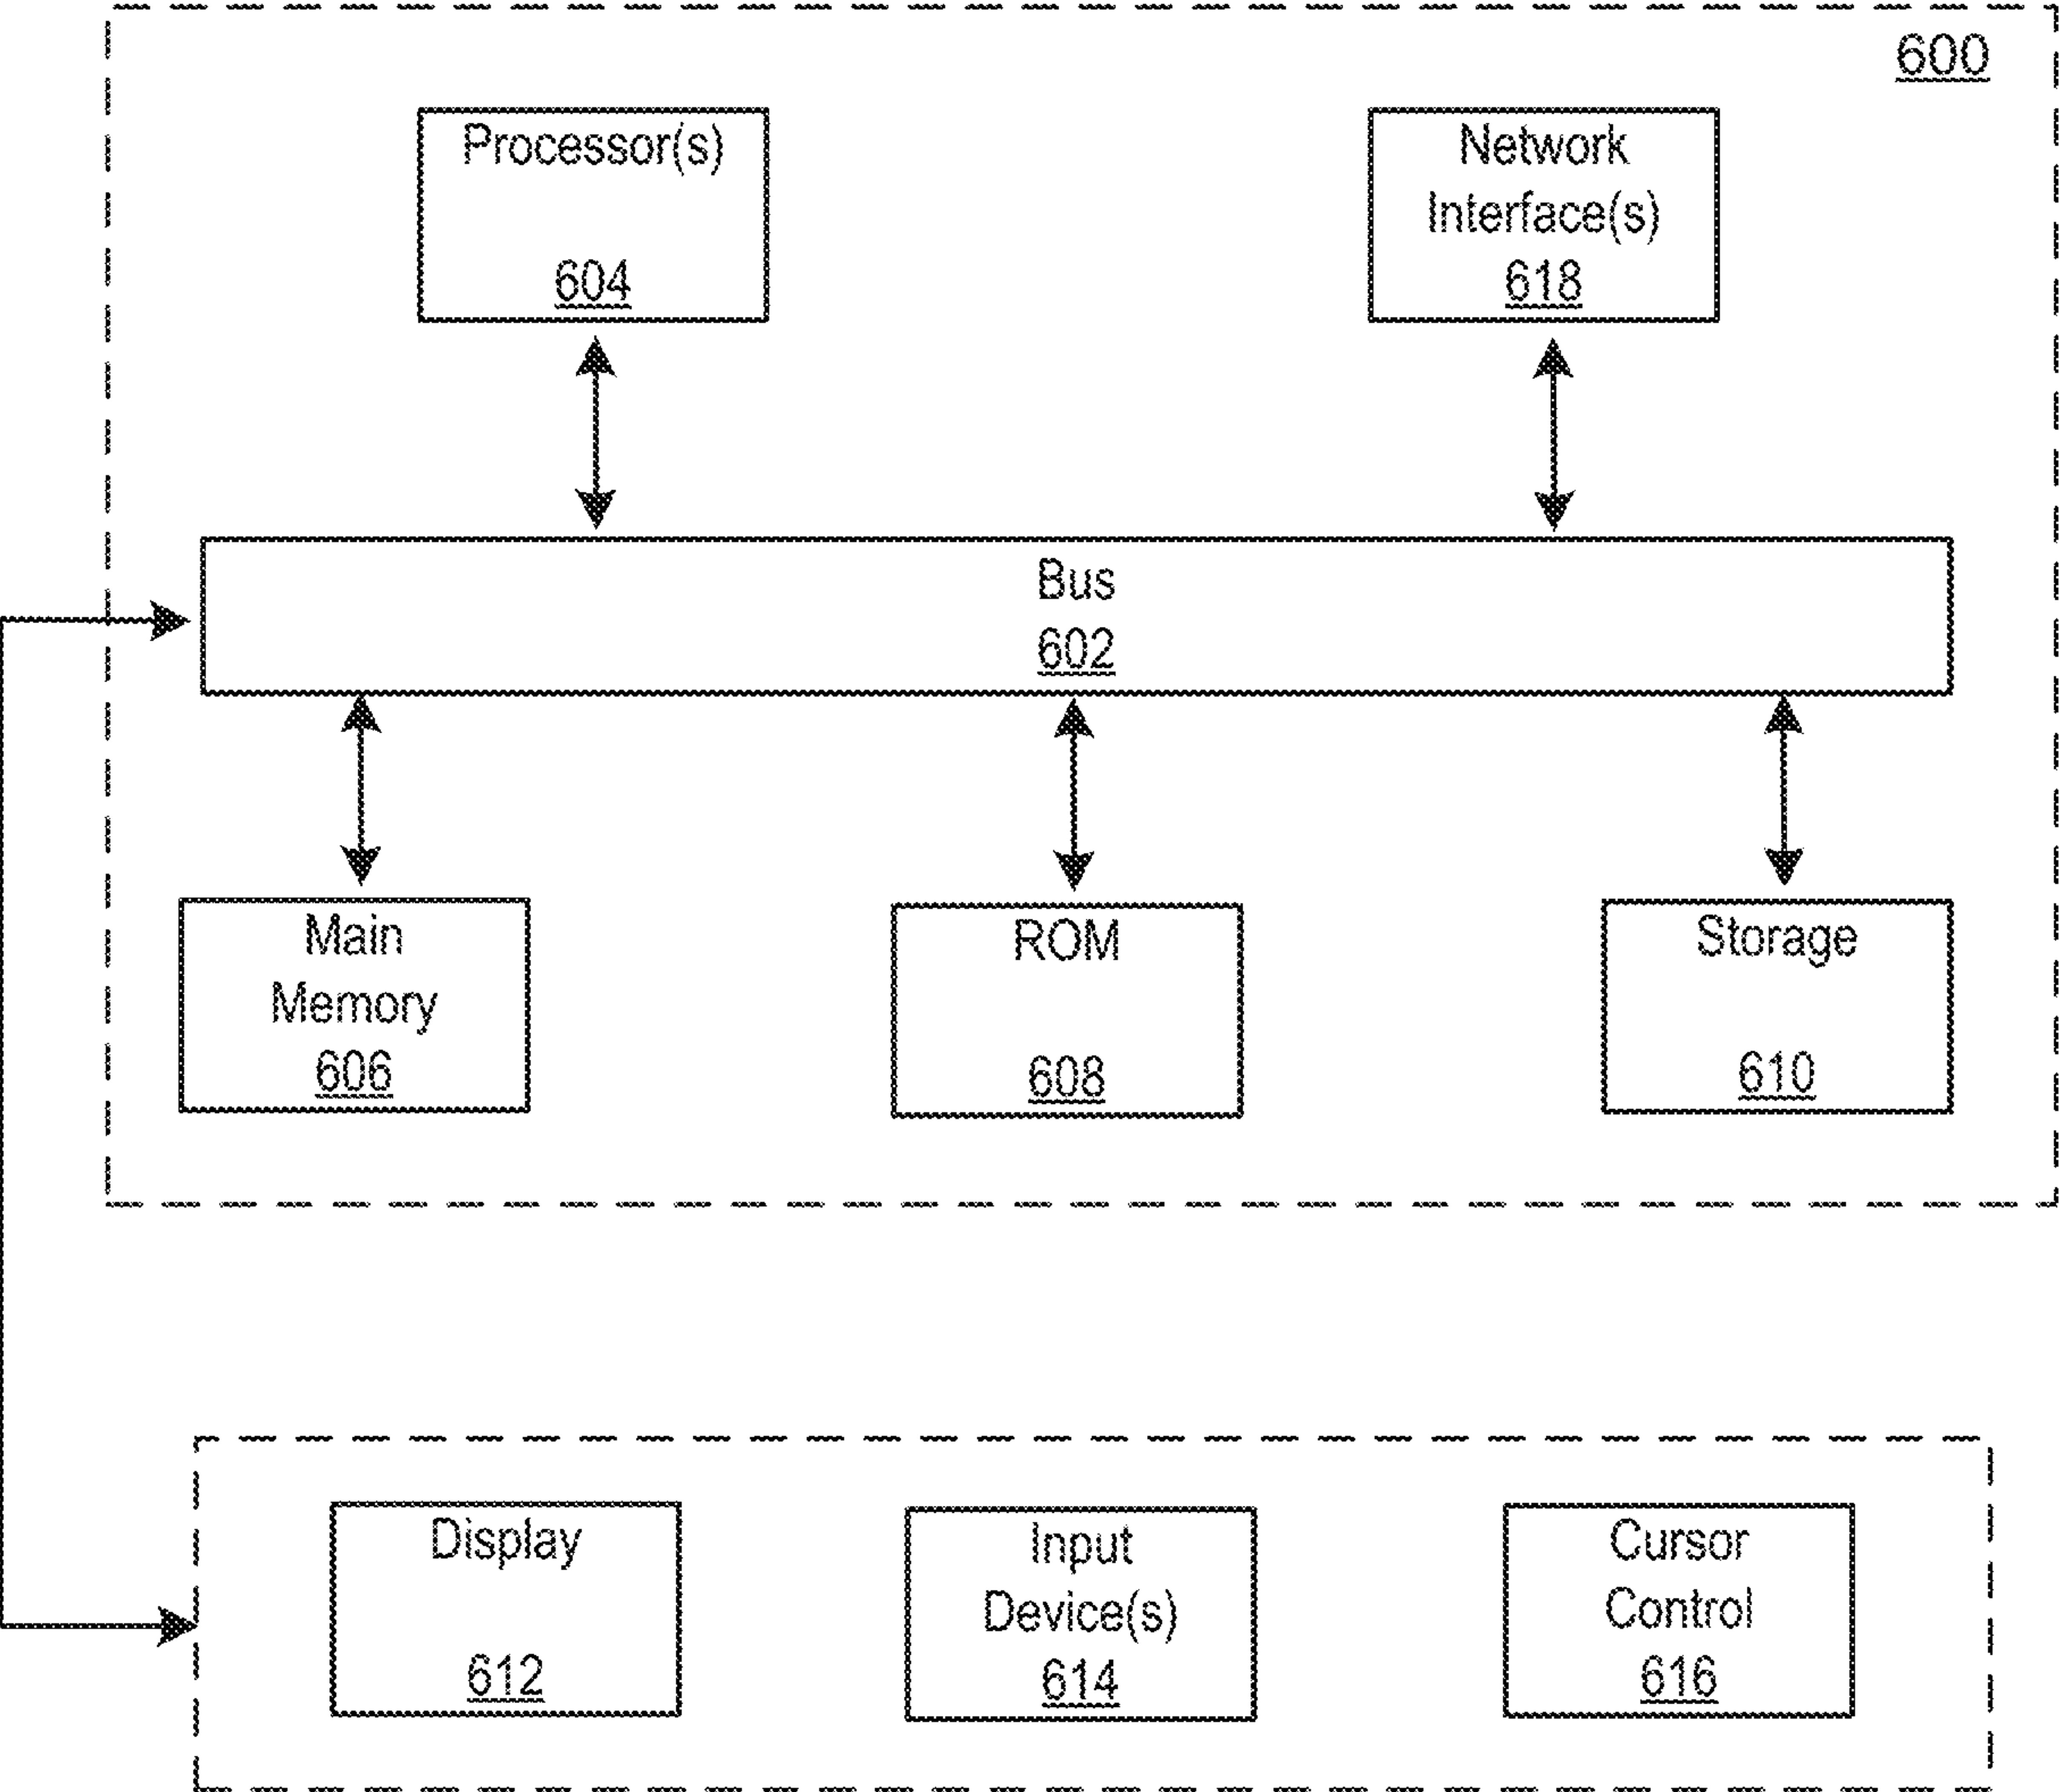 600
Processor(s)
604
Network
Interface(s)
618
Bus
602
Main
Memory
606
ROM
608
Storage
610
Display
612
Input
Device(s)
614
Cursor
Control
616